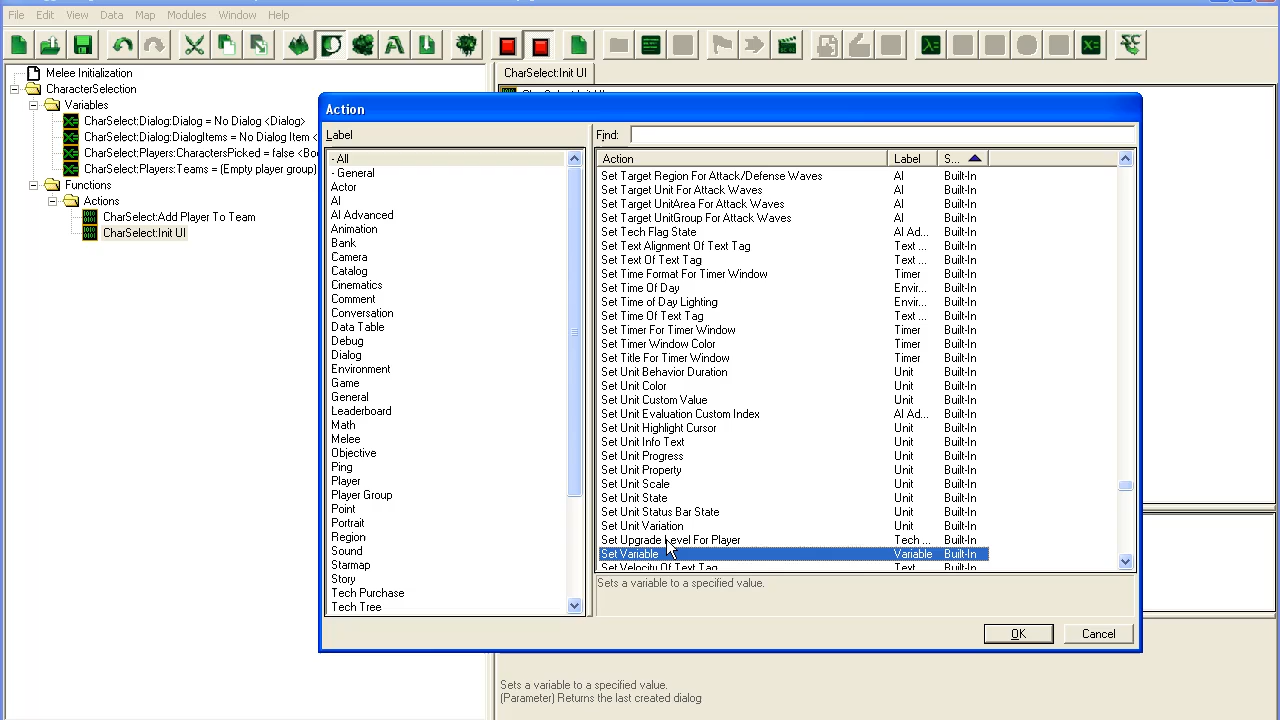 File Edit View Data Map Modules Window Help
Melee Initialization
CharacterSelection
Variables
CharSelect:Dialog:Dialog = No Dialog <Dialog>
CharSelect:Dialog:DialogItems = No Dialog Item <
CharSelect:Players:CharactersPicked = false <Boo
CharSelect:Players:Teams = (Empty player group)
Functions
Actions
CharSelect:Add Player To Team
CharSelect:Init UI
CharSelect:Init UI
Action
Label
Find:
- All
- General
Actor
AI
AI Advanced
Animation
Bank
Camera
Catalog
Cinematics
Comment
Conversation
Data Table
Debug
Dialog
Environment
Game
General
Leaderboard
Math
Melee
Objective
Ping
Player
Player Group
Point
Portrait
Region
Sound
Starmap
Story
Tech Purchase
Tech Tree
Action Label S...
Set Target Region For Attack/Defense Waves AI Built-In
Set Target Unit For Attack Waves AI Built-In
Set Target UnitArea For Attack Waves AI Built-In
Set Target UnitGroup For Attack Waves AI Built-In
Set Tech Flag State AI Ad... Built-In
Set Text Alignment Of Text Tag Text ... Built-In
Set Text Of Text Tag Text ... Built-In
Set Time Format For Timer Window Timer Built-In
Set Time Of Day Envir... Built-In
Set Time of Day Lighting Envir... Built-In
Set Time Of Text Tag Text ... Built-In
Set Timer For Timer Window Timer Built-In
Set Timer Window Color Timer Built-In
Set Title For Timer Window Timer Built-In
Set Unit Behavior Duration Unit Built-In
Set Unit Color Unit Built-In
Set Unit Custom Value Unit Built-In
Set Unit Evaluation Custom Index AI Ad... Built-In
Set Unit Highlight Cursor Unit Built-In
Set Unit Info Text Unit Built-In
Set Unit Progress Unit Built-In
Set Unit Property Unit Built-In
Set Unit Scale Unit Built-In
Set Unit State Unit Built-In
Set Unit Status Bar State Unit Built-In
Set Unit Variation Unit Built-In
Set Upgrade Level For Player Tech ... Built-In
Set Variable Variable Built-In
Set Velocity Of Text Tag Text Built-In
Sets a variable to a specified value.
OK Cancel
Sets a variable to a specified value.
(Parameter) Returns the last created dialog